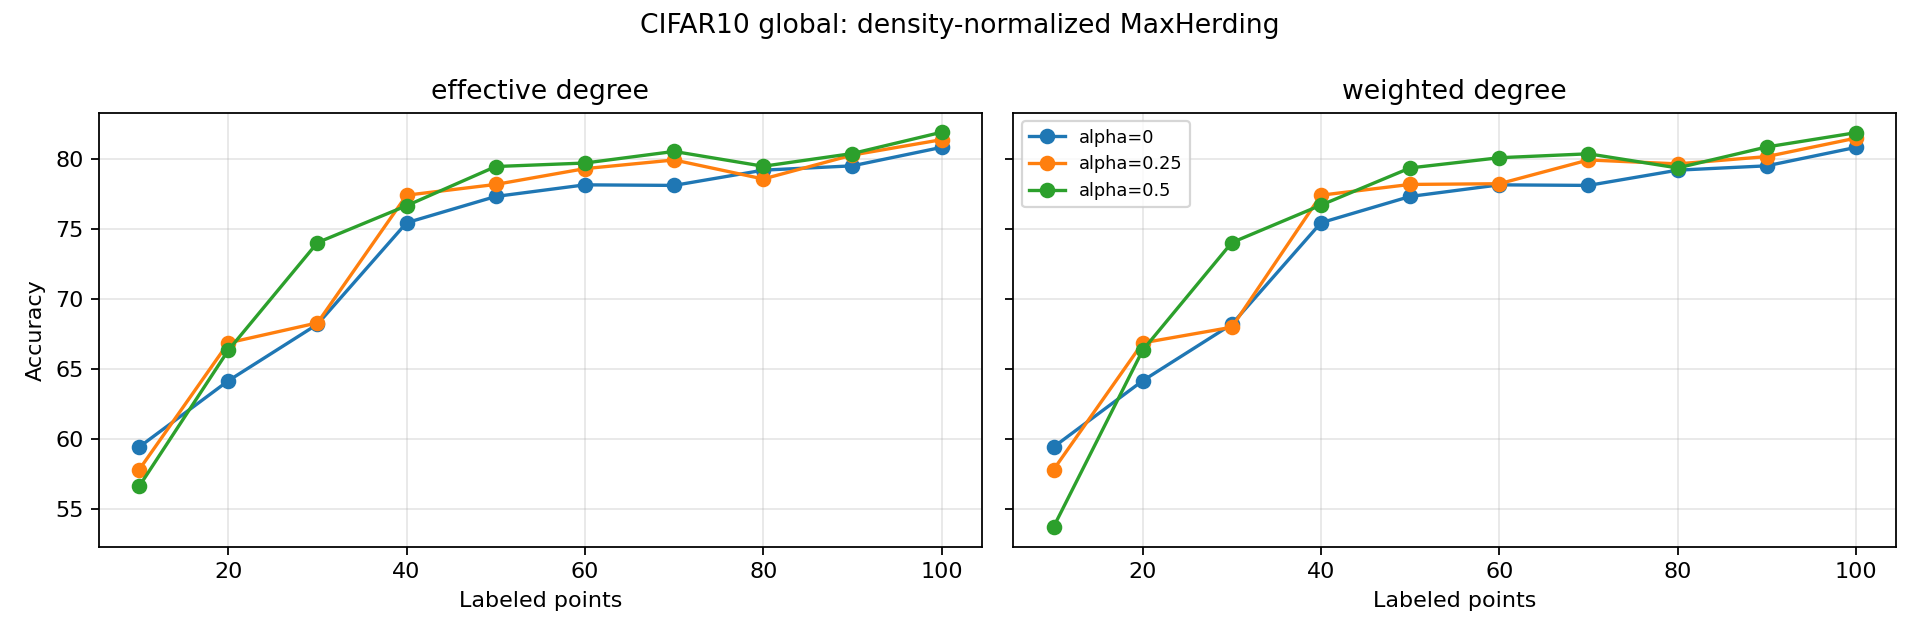 CIFAR10 global: density-normalized MaxHerding
effective degree
80
75
70
65
60
55
Accuracy
20 40 60 80 100
Labeled points
weighted degree
alpha=0
alpha=0.25
alpha=0.5
20 40 60 80 100
Labeled points